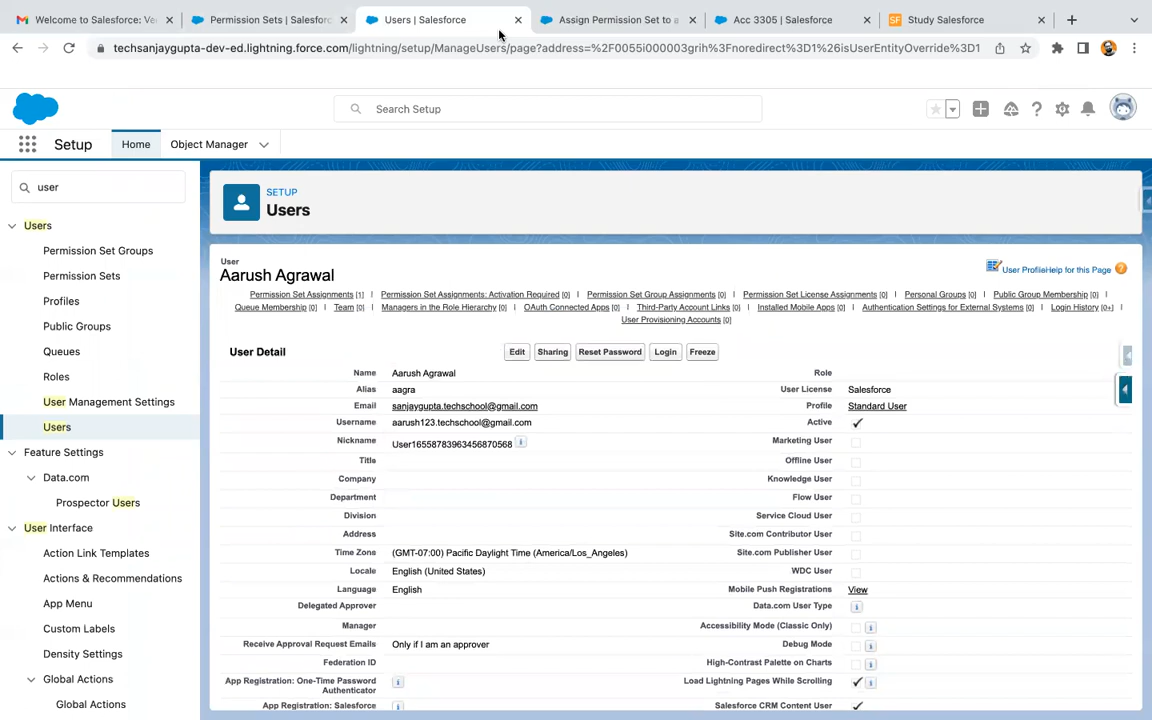 Welcome to Salesforce: Ve
Permission Sets | Salesfor
Users | Salesforce
Assign Permission Set to a
Acc 3305 | Salesforce
Study Salesforce
techsanjaygupta-dev-ed.lightning.force.com/lightning/setup/ManageUsers/page?address=%2F0055i000003grih%3Fnoredirect%3D1%26isUserEntityOverride%3D1
Search Setup
Setup
Home
Object Manager
user
Users
Permission Set Groups
Permission Sets
Profiles
Public Groups
Queues
Roles
User Management Settings
Users
Feature Settings
Data.com
Prospector Users
User Interface
Action Link Templates
Actions & Recommendations
App Menu
Custom Labels
Density Settings
Global Actions
Global Actions
SETUP
Users
User
Aarush Agrawal
User Profile Help for this Page
Permission Set Assignments [1] | Permission Set Assignments: Activation Required [0] | Permission Set Group Assignments [0] | Permission Set License Assignments [0] | Personal Groups [0] | Public Group Membership [0] |
Queue Membership [0] | Team [0] | Managers in the Role Hierarchy [0] | OAuth Connected Apps [0] | Third-Party Account Links [0] | Installed Mobile Apps [0] | Authentication Settings for External Systems [0] | Login History [0+] |
User Provisioning Accounts [0]
User Detail
Edit Sharing Reset Password Login Freeze
Name Aarush Agrawal Role
Alias aagra User License Salesforce
Email sanjaygupta.techschool@gmail.com Profile Standard User
Username aarush123.techschool@gmail.com Active
Nickname User16558783963456870568 Marketing User
Title Offline User
Company Knowledge User
Department Flow User
Division Service Cloud User
Address Site.com Contributor User
Time Zone (GMT-07:00) Pacific Daylight Time (America/Los_Angeles) Site.com Publisher User
Locale English (United States) WDC User
Language English Mobile Push Registrations View
Delegated Approver Data.com User Type
Manager Accessibility Mode (Classic Only)
Receive Approval Request Emails Only if I am an approver Debug Mode
Federation ID High-Contrast Palette on Charts
App Registration: One-Time Password Authenticator Load Lightning Pages While Scrolling
App Registration: Salesforce Salesforce CRM Content User